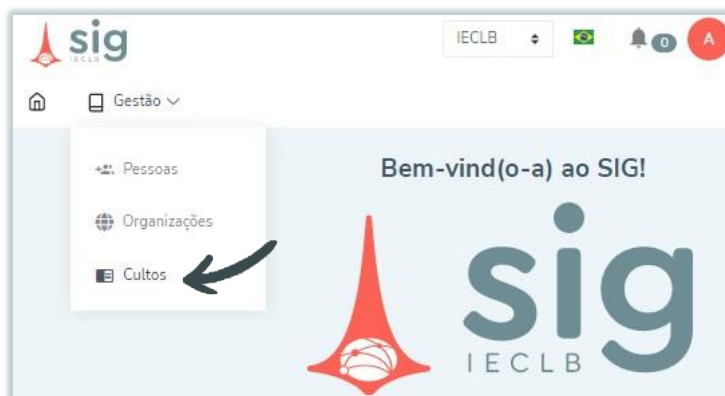 sig
IECLB
IECLB
0
A
Gestão
Pessoas
Organizações
Cultos
Bem-vind(o-a) ao SIG!
sig
IECLB